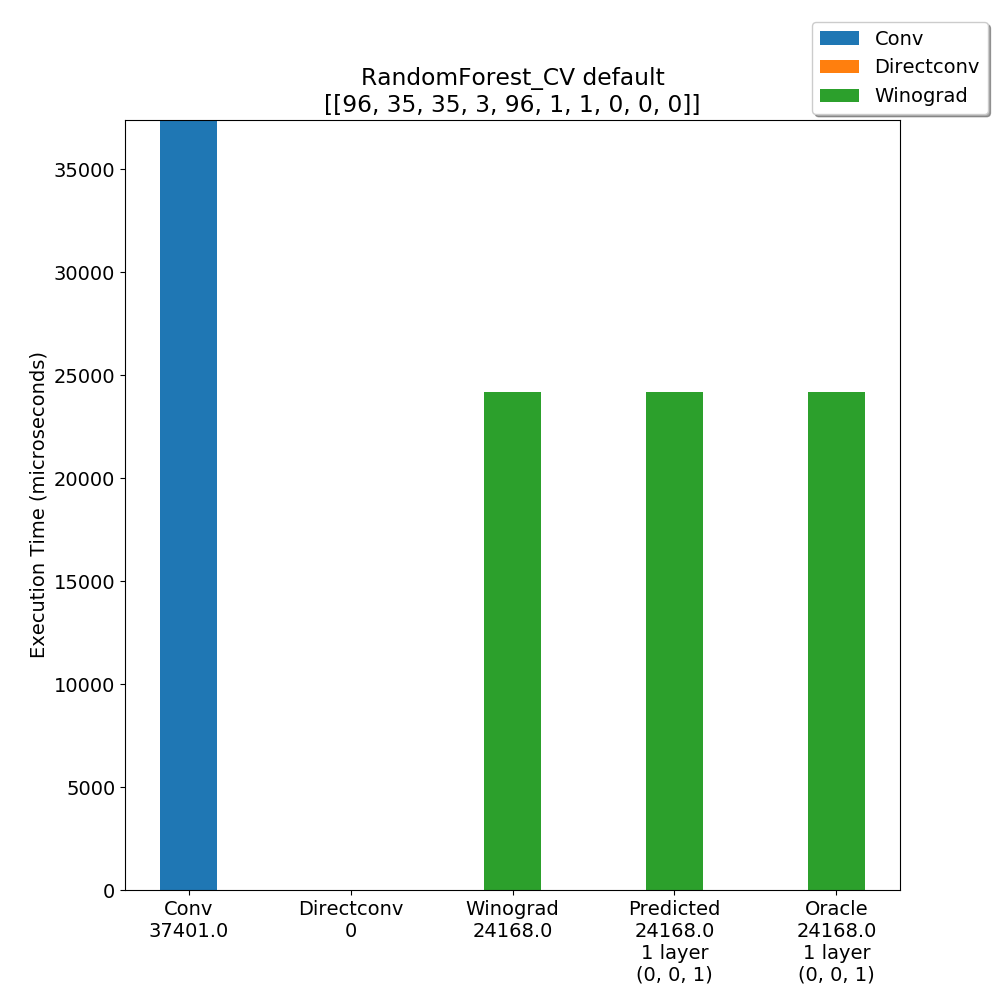 Conv
Directconv
Winograd
RandomForest_CV default
[[96, 35, 35, 3, 96, 1, 1, 0, 0, 0]]
Execution Time (microseconds)
35000
30000
25000
20000
15000
10000
5000
0
Conv
37401.0
Directconv
0
Winograd
24168.0
Predicted
24168.0
1 layer
(0, 0, 1)
Oracle
24168.0
1 layer
(0, 0, 1)